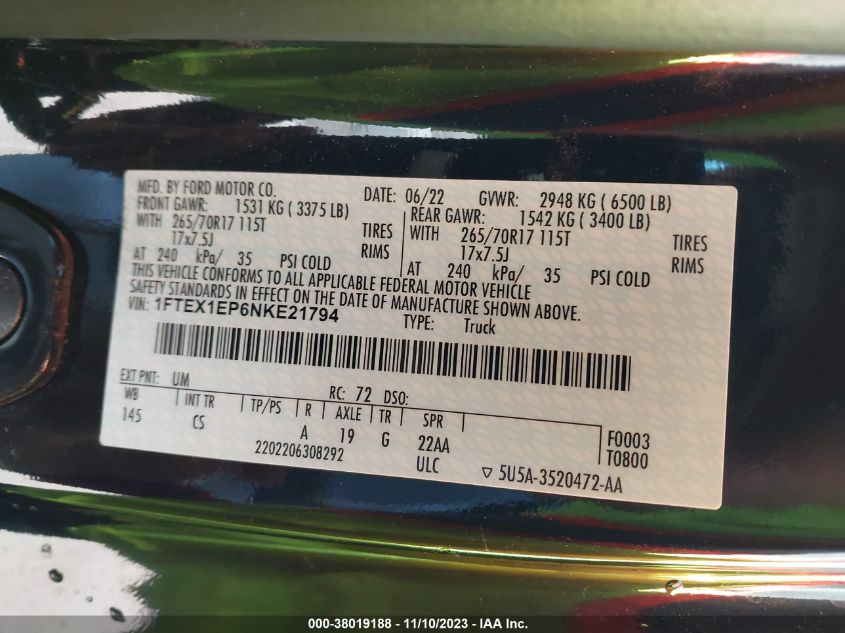 MFD. BY FORD MOTOR CO.
DATE: 06/22 GVWR: 2948 KG ( 6500 LB)
FRONT GAWR: 1531 KG ( 3375 LB)
REAR GAWR: 1542 KG ( 3400 LB)
WITH 265/70R17 115T TIRES
WITH 265/70R17 115T TIRES
17x7.5J RIMS
17x7.5J RIMS
AT 240 kPa/ 35 PSI COLD
AT 240 kPa/ 35 PSI COLD
THIS VEHICLE CONFORMS TO ALL APPLICABLE FEDERAL MOTOR VEHICLE
SAFETY STANDARDS IN EFFECT ON THE DATE OF MANUFACTURE SHOWN ABOVE.
VIN: 1FTEX1EP6NKE21794 TYPE: Truck
EXT PNT: UM RC: 72 DSO:
WB INT TR TP/PS R AXLE TR SPR
145 CS A 19 G 22AA F0003
2202206308292 ULC T0800
5U5A-3520472-AA
000-38019188 — 11/10/2023 — IAA Inc.